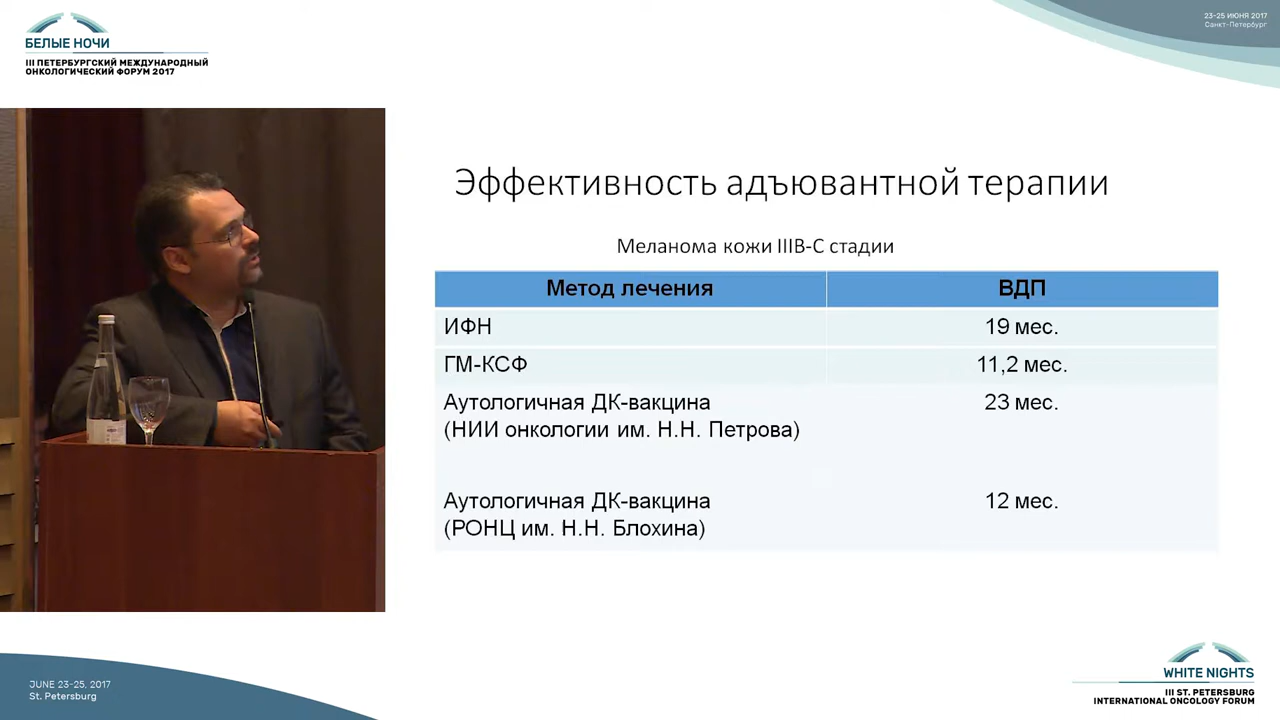 БЕЛЫЕ НОЧИ
III ПЕТЕРБУРГСКИЙ МЕЖДУНАРОДНЫЙ
ОНКОЛОГИЧЕСКИЙ ФОРУМ 2017
23-25 ИЮНЯ 2017
Санкт-Петербург
Эффективность адъювантной терапии
Меланома кожи IIIB-C стадии
Метод лечения ВДП
ИФН 19 мес.
ГМ-КСФ 11,2 мес.
Аутологичная ДК-вакцина 23 мес.
(НИИ онкологии им. Н.Н. Петрова)
Аутологичная ДК-вакцина 12 мес.
(РОНЦ им. Н.Н. Блохина)
JUNE 23-25, 2017
St. Petersburg
WHITE NIGHTS
III ST. PETERSBURG
INTERNATIONAL ONCOLOGY FORUM